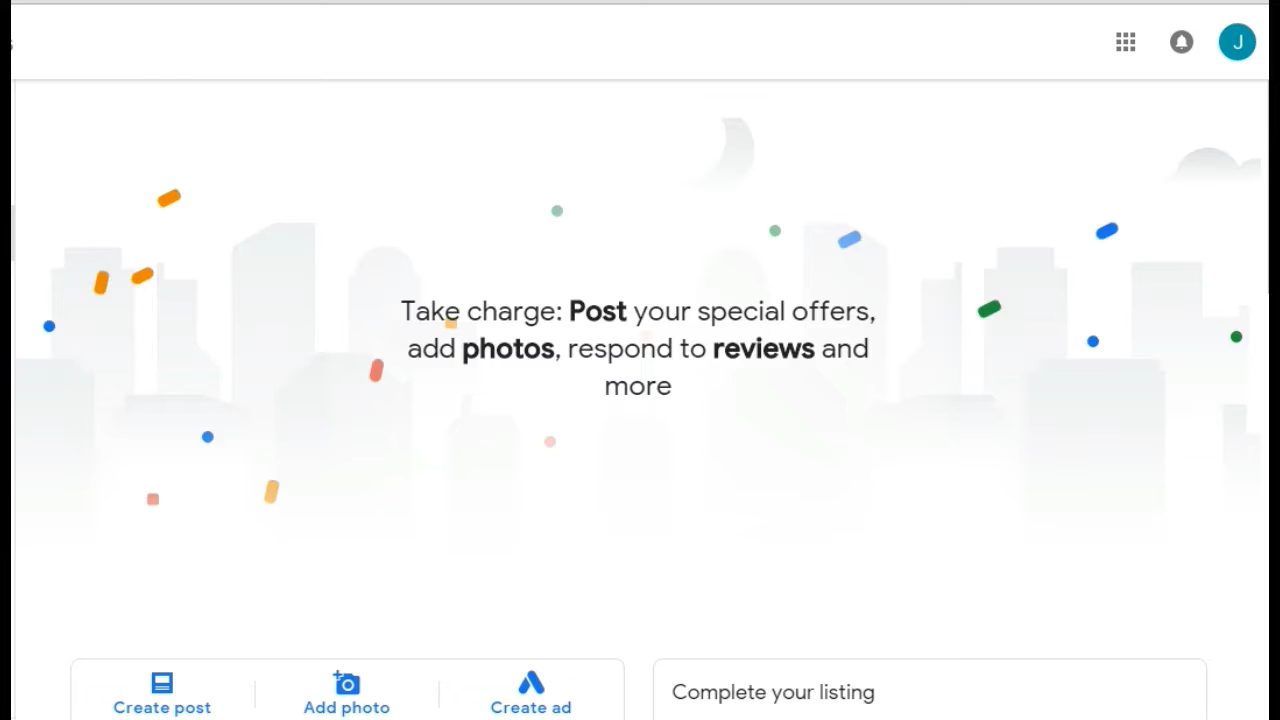 J
Take charge: Post your special offers,
add photos, respond to reviews and
more
Create post
Add photo
Create ad
Complete your listing